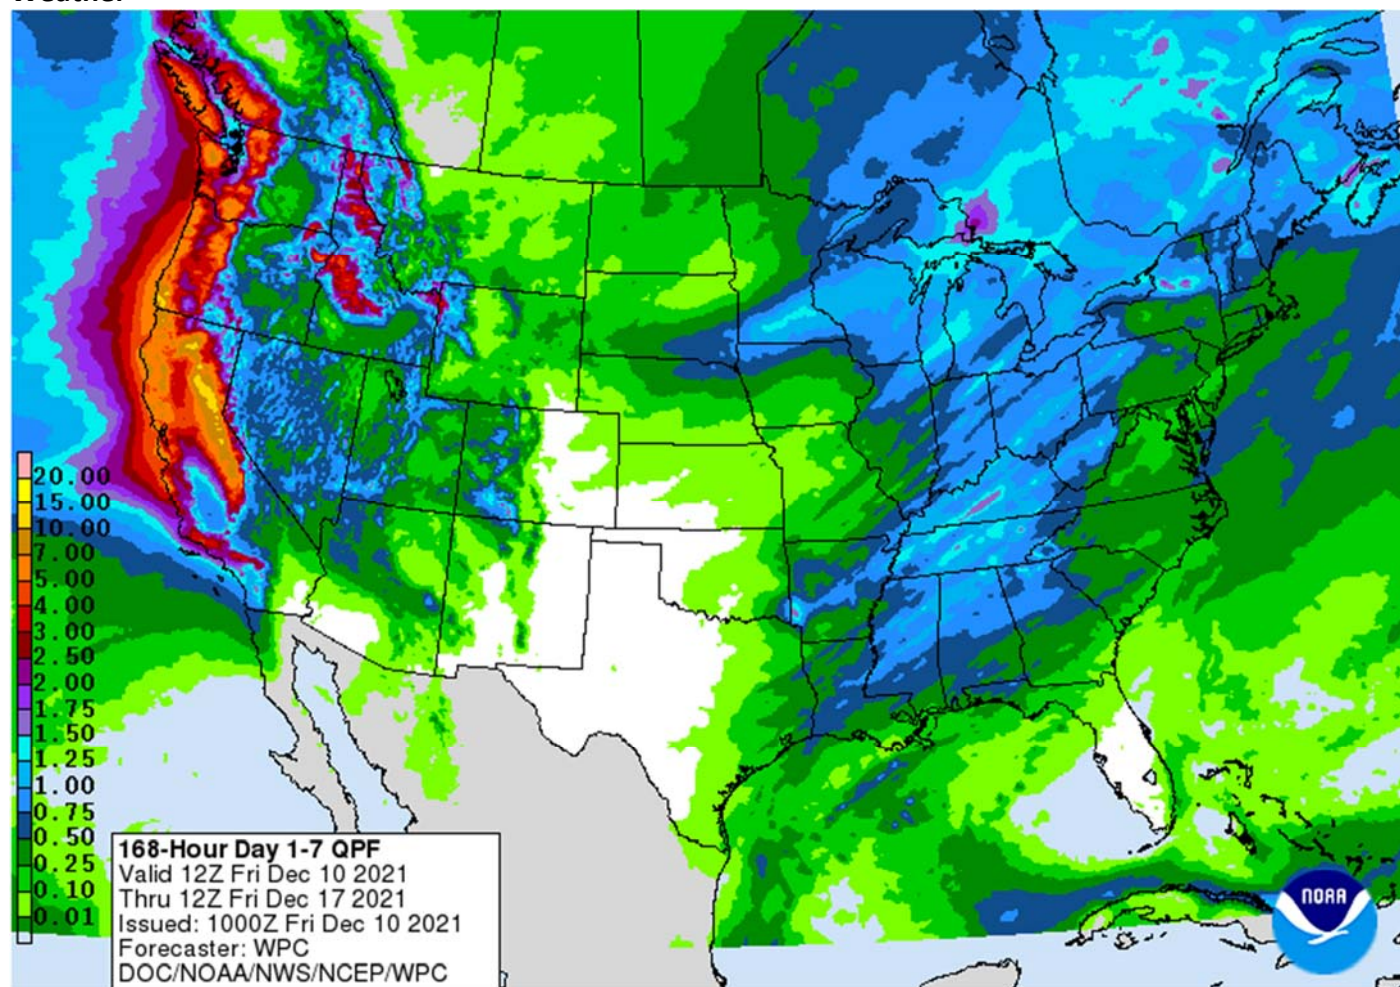 20.00
15.00
10.00
7.00
5.00
4.00
3.00
2.50
2.00
1.75
1.50
1.25
1.00
0.75
0.50
0.25
0.10
0.01
168-Hour Day 1-7 QPF
Valid 12Z Fri Dec 10 2021
Thru 12Z Fri Dec 17 2021
Issued: 1000Z Fri Dec 10 2021
Forecaster: WPC
DOC/NOAA/NWS/NCEP/WPC
NOAA